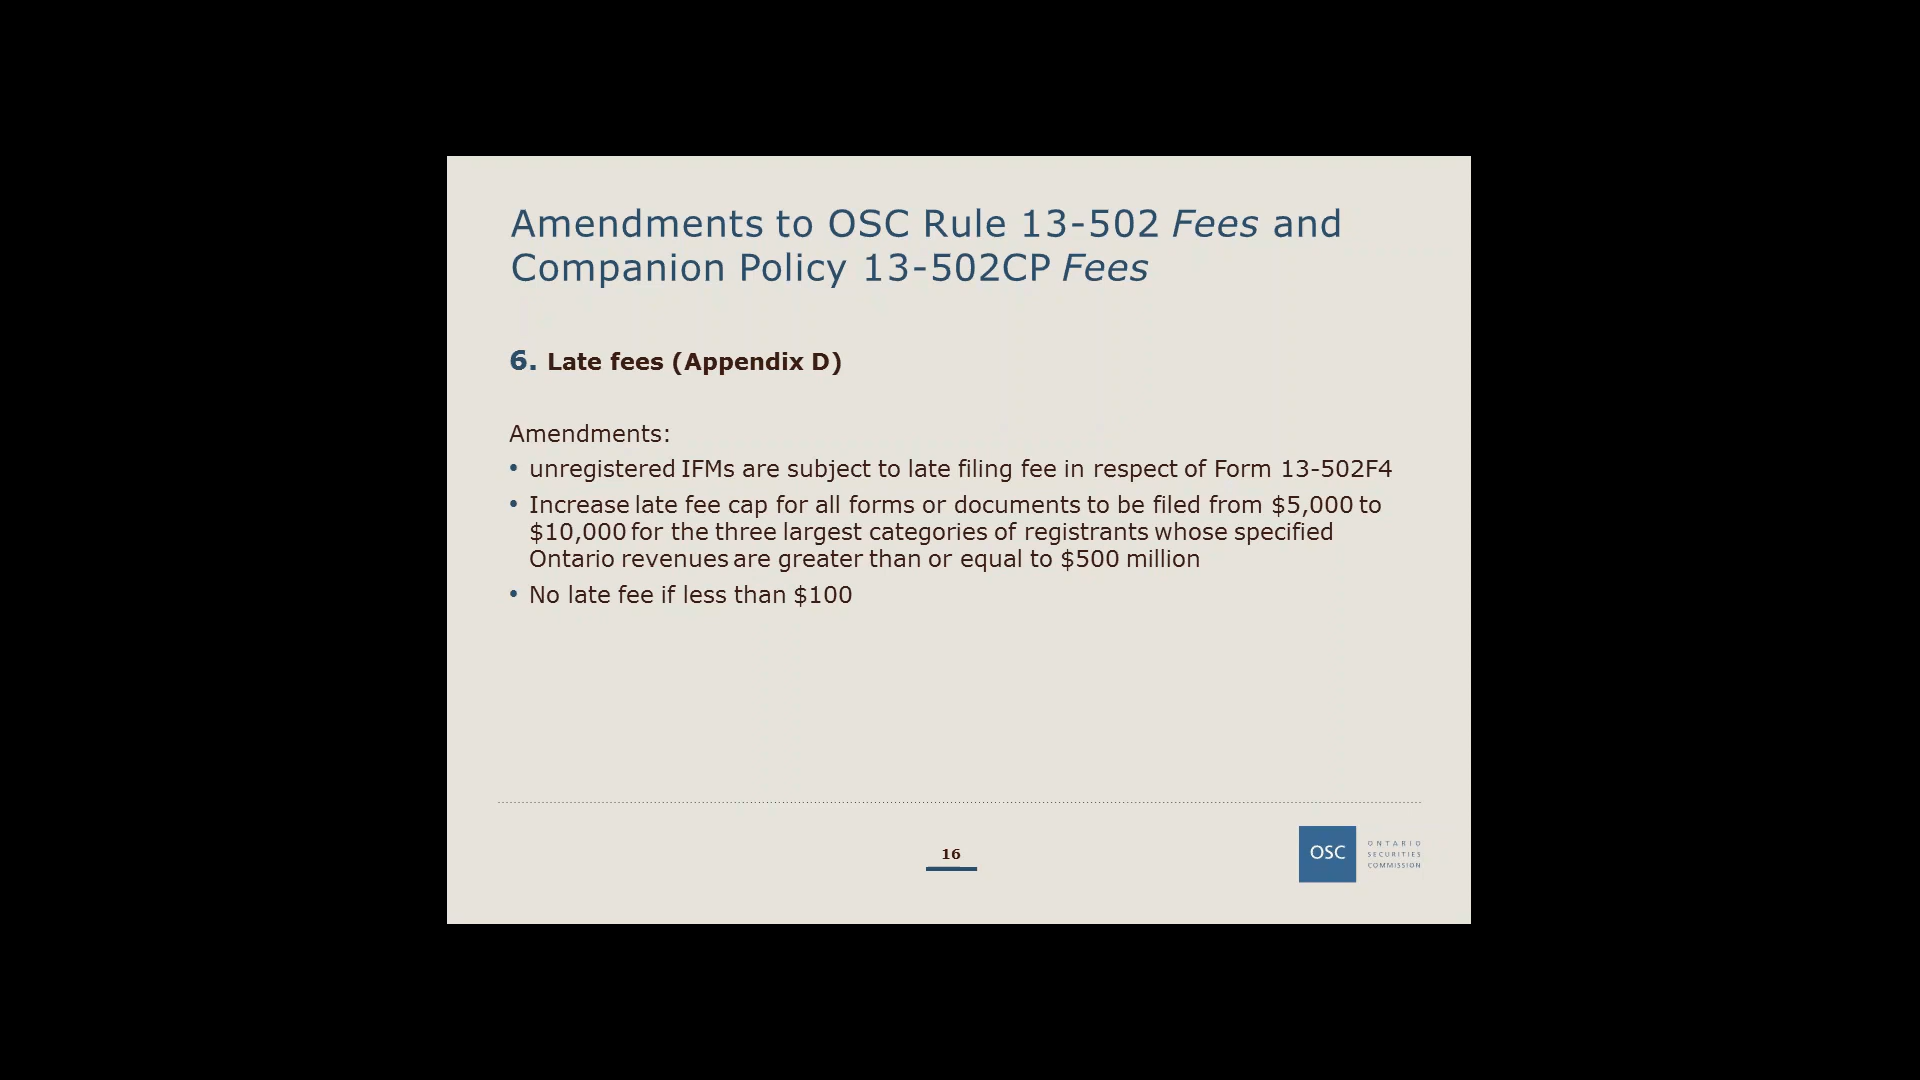 Amendments to OSC Rule 13-502 Fees and
Companion Policy 13-502CP Fees
6. Late fees (Appendix D)
Amendments:
• unregistered IFMs are subject to late filing fee in respect of Form 13-502F4
• Increase late fee cap for all forms or documents to be filed from $5,000 to
$10,000 for the three largest categories of registrants whose specified
Ontario revenues are greater than or equal to $500 million
• No late fee if less than $100
16
OSC
ONTARIO
SECURITIES
COMMISSION